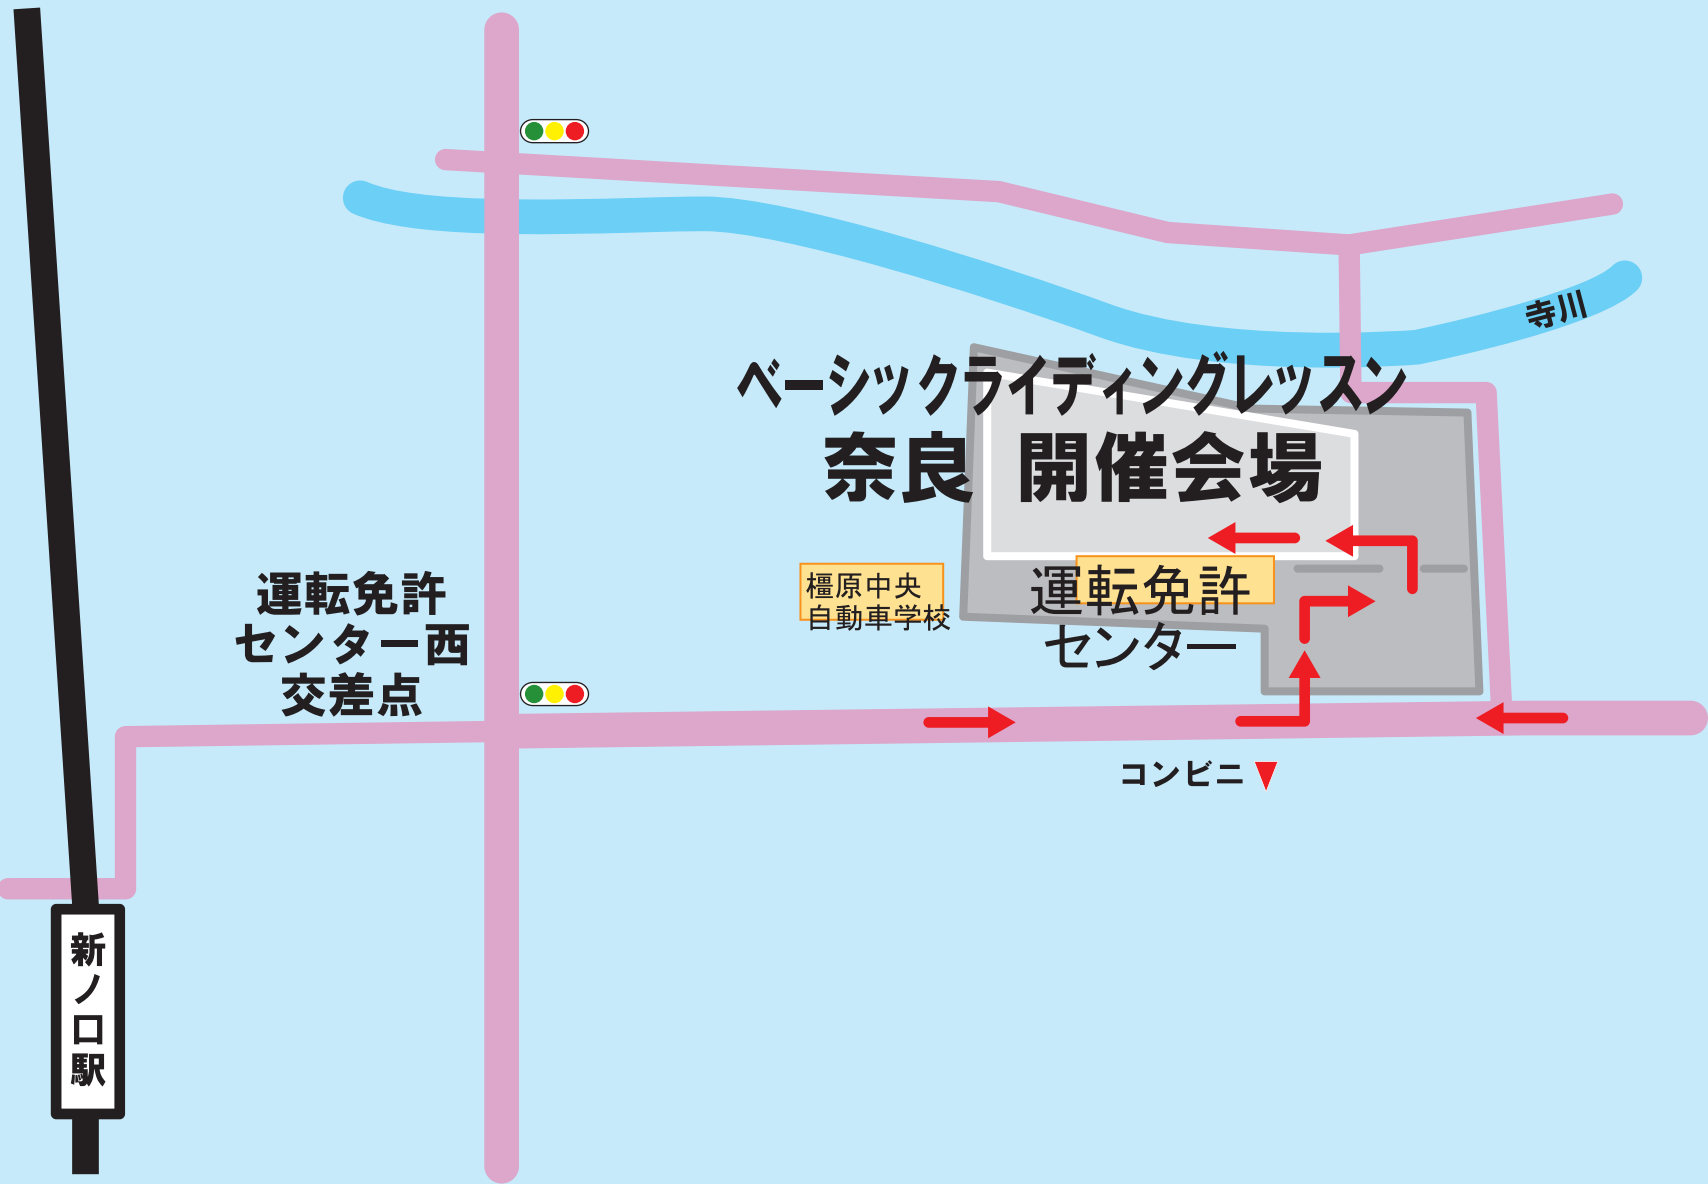 寺川
ベーシックライディングレッスン
奈良 開催会場
運転免許
センター西
交差点
橿原中央
自動車学校
運転免許
センター
コンビニ
新ノ口駅